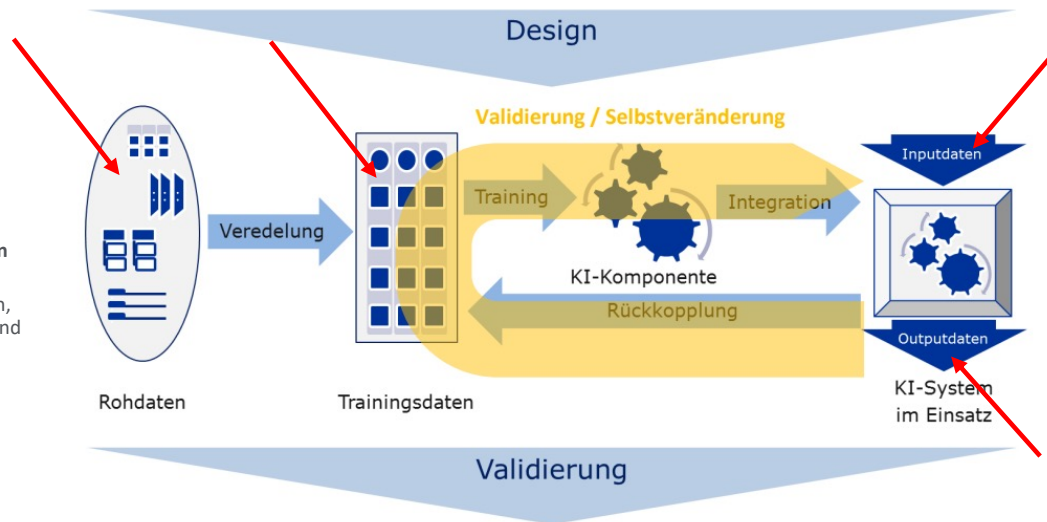 Design
Validierung / Selbstveränderung
Inputdaten
Training
Integration
Veredelung
KI-Komponente
Rückkopplung
Outputdaten
Rohdaten
Trainingsdaten
KI-System
im Einsatz
Validierung